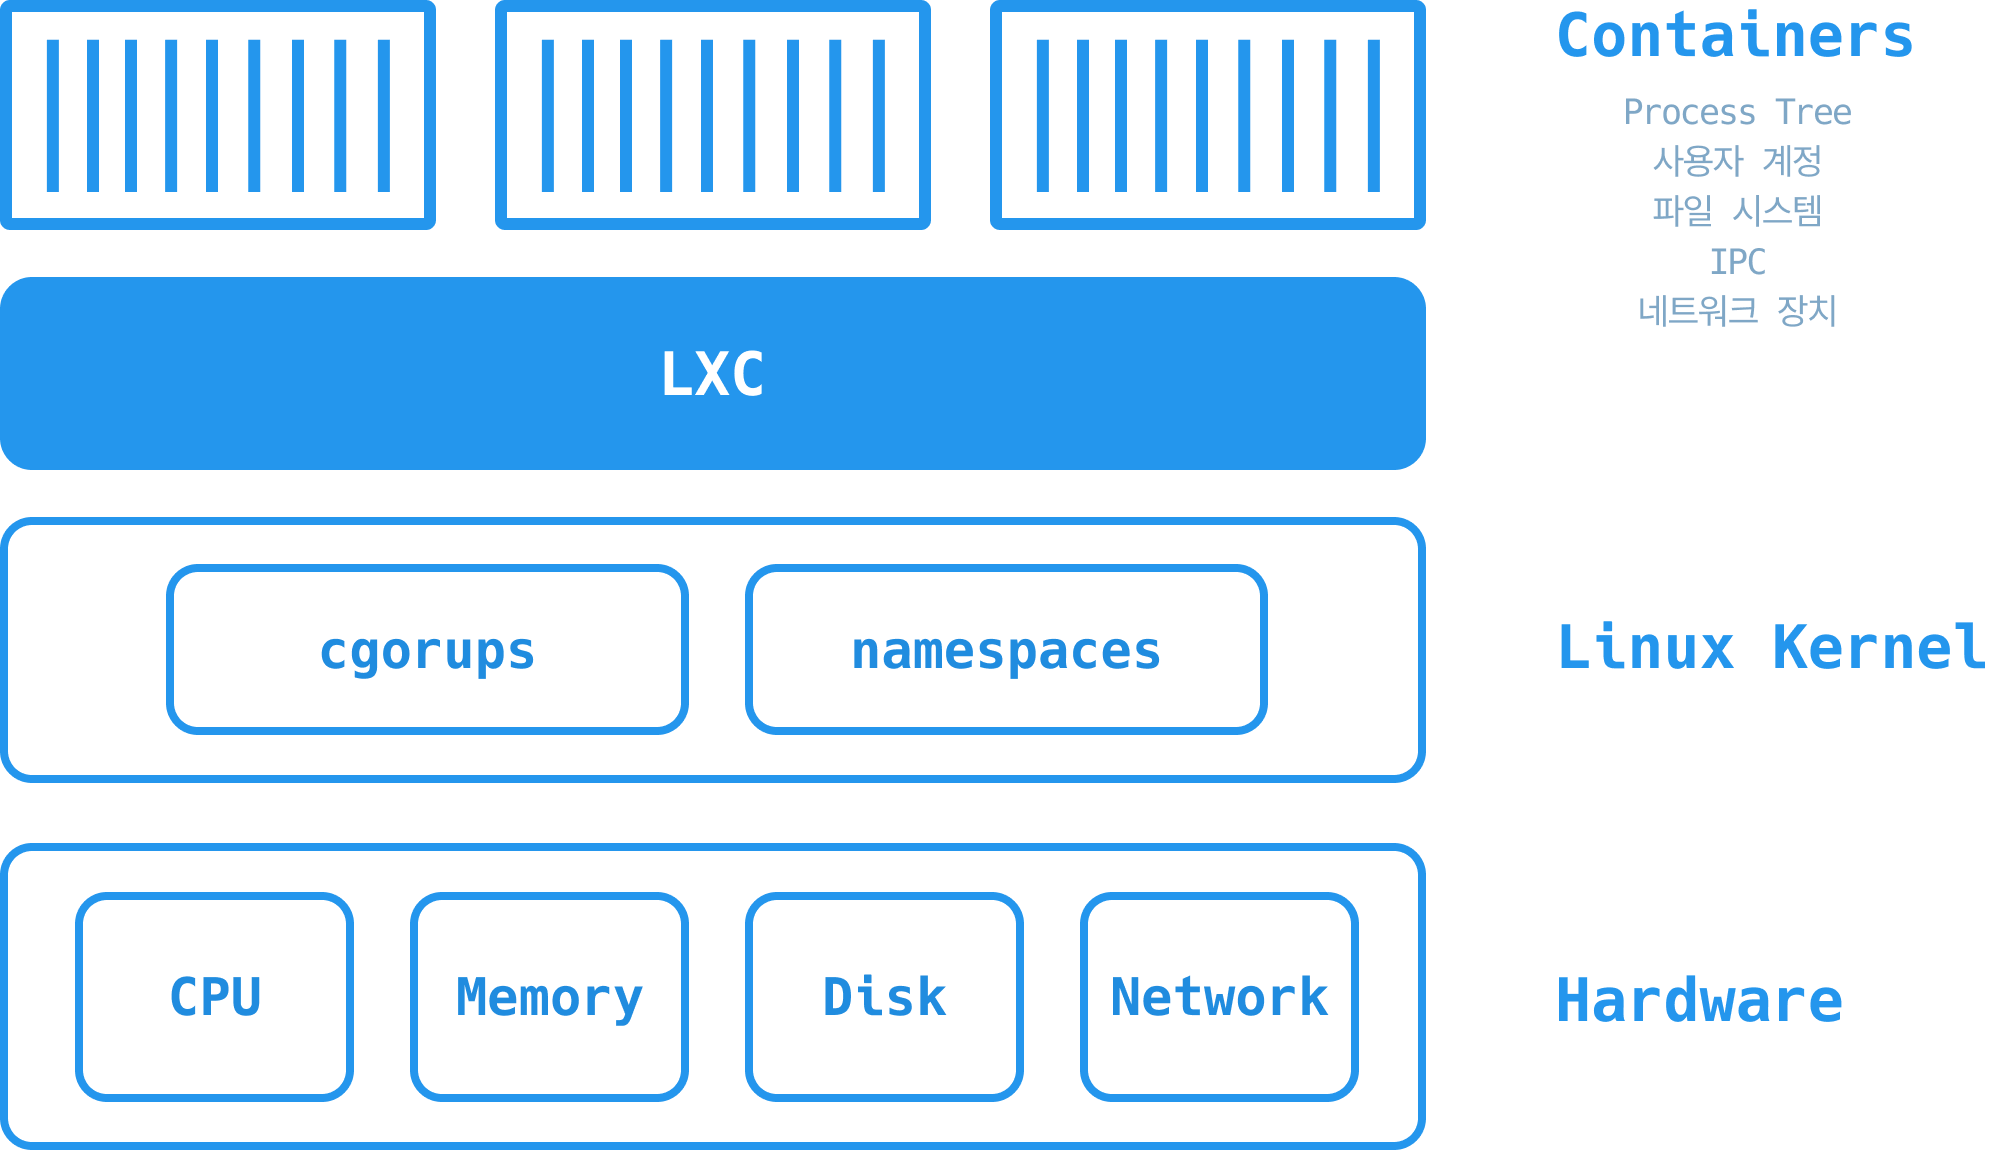 Containers
Process Tree
사용자 계정
파일 시스템
IPC
네트워크 장치
LXC
cgorups
namespaces
Linux Kernel
CPU
Memory
Disk
Network
Hardware